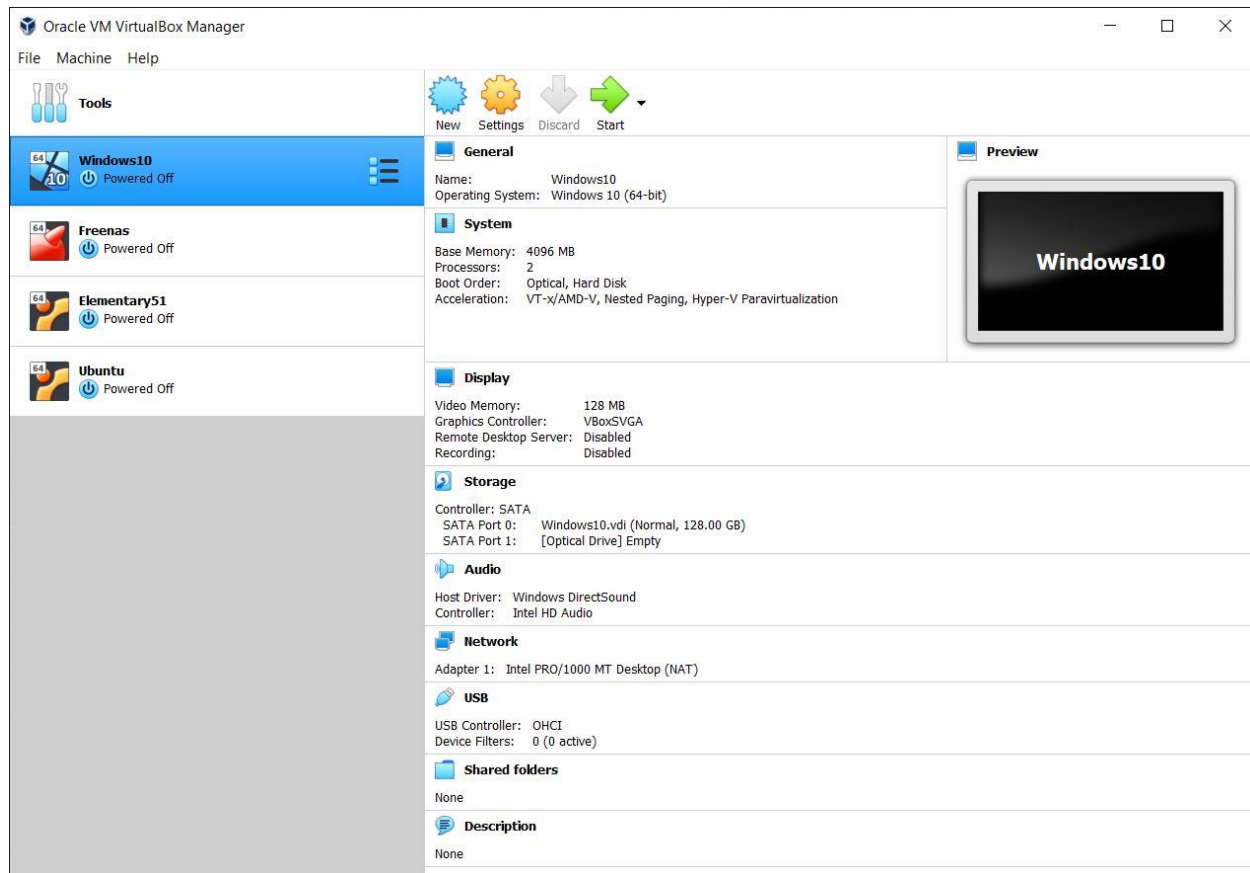 Oracle VM VirtualBox Manager
File Machine Help
Tools
64
10
Windows10
Powered Off
64
Freenas
Powered Off
64
Elementary51
Powered Off
64
Ubuntu
Powered Off
New Settings Discard Start
General
Name: Windows10
Operating System: Windows 10 (64-bit)
Preview
Windows10
System
Base Memory: 4096 MB
Processors: 2
Boot Order: Optical, Hard Disk
Acceleration: VT-x/AMD-V, Nested Paging, Hyper-V Paravirtualization
Display
Video Memory: 128 MB
Graphics Controller: VBoxSVGA
Remote Desktop Server: Disabled
Recording: Disabled
Storage
Controller: SATA
SATA Port 0: Windows10.vdi (Normal, 128.00 GB)
SATA Port 1: [Optical Drive] Empty
Audio
Host Driver: Windows DirectSound
Controller: Intel HD Audio
Network
Adapter 1: Intel PRO/1000 MT Desktop (NAT)
USB
USB Controller: OHCI
Device Filters: 0 (0 active)
Shared folders
None
Description
None